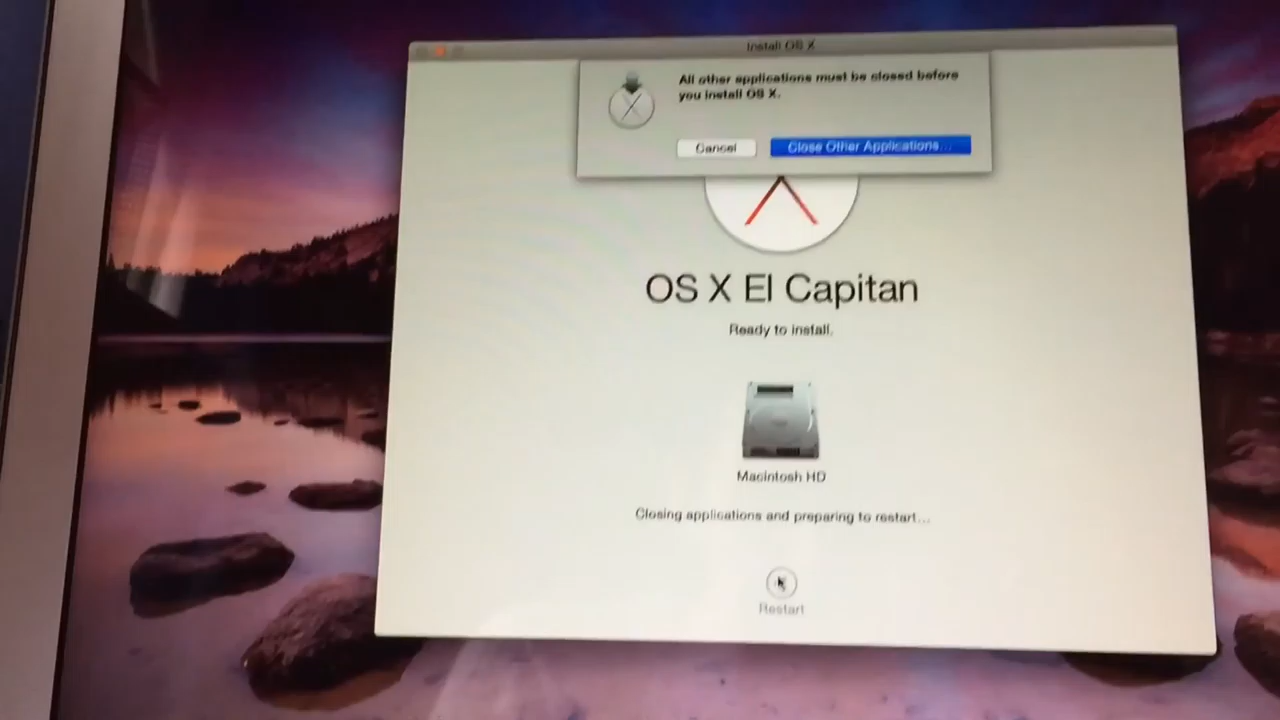 Install OS X
All other applications must be closed before
you install OS X.
Cancel
Close Other Applications...
OS X El Capitan
Ready to install.
Macintosh HD
Closing applications and preparing to restart...
Restart